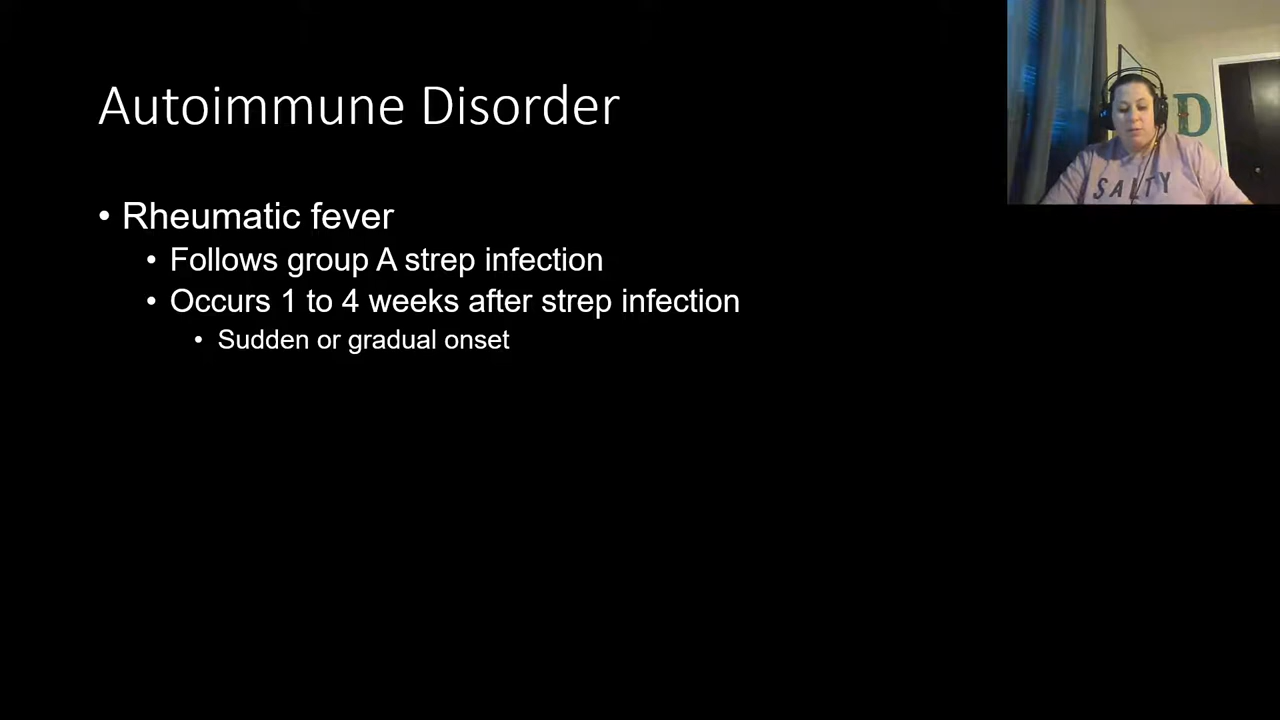 Autoimmune Disorder
• Rheumatic fever
• Follows group A strep infection
• Occurs 1 to 4 weeks after strep infection
• Sudden or gradual onset
D
SALTY